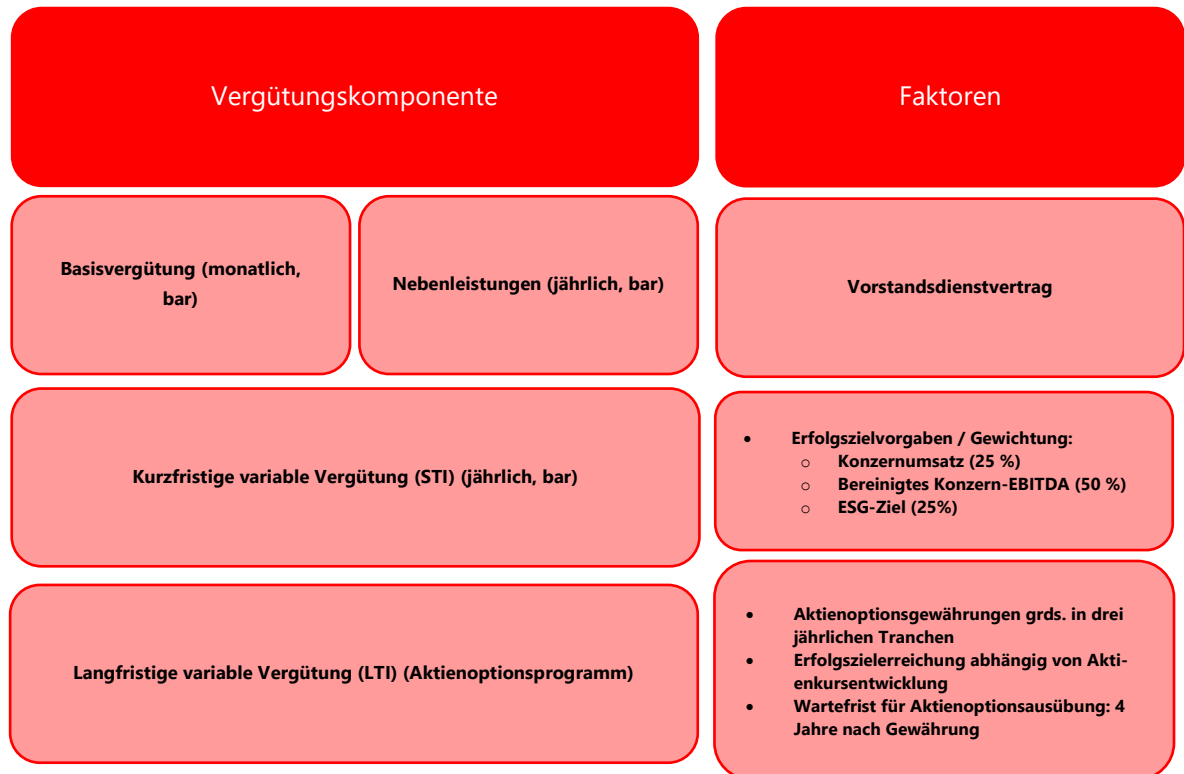 Vergütungskomponente
Faktoren
Basisvergütung (monatlich,
bar)
Nebenleistungen (jährlich, bar)
Vorstandsdienstvertrag
Kurzfristige variable Vergütung (STI) (jährlich, bar)
• Erfolgszielvorgaben / Gewichtung:
o Konzernumsatz (25 %)
o Bereinigtes Konzern-EBITDA (50 %)
o ESG-Ziel (25%)
Langfristige variable Vergütung (LTI) (Aktienoptionsprogramm)
• Aktienoptionsgewährungen grds. in drei
jährlichen Tranchen
• Erfolgszielerreichung abhängig von Akti-
enkursentwicklung
• Wartefrist für Aktienoptionsausübung: 4
Jahre nach Gewährung